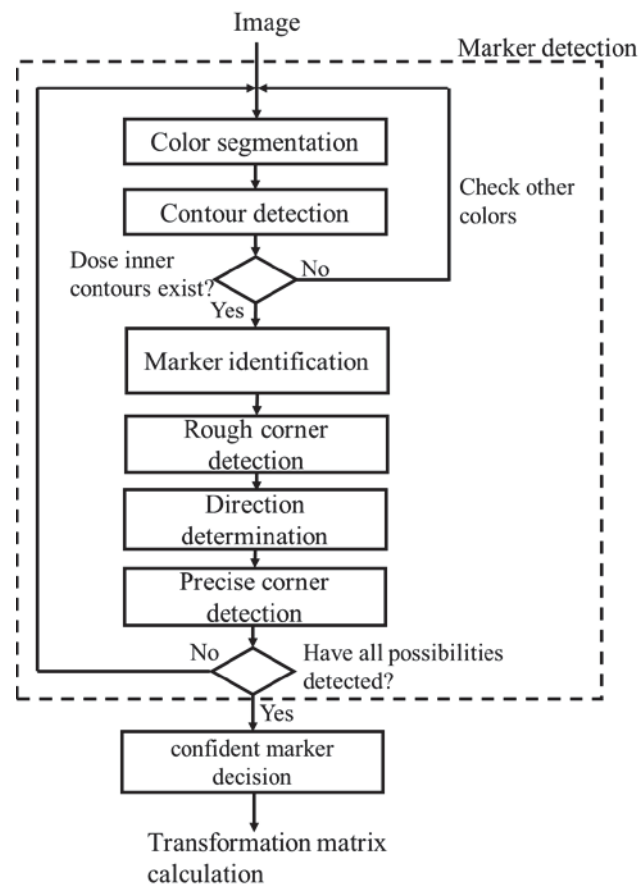 Image
Marker detection
Color segmentation
Contour detection
Check other
colors
Dose inner
contours exist?
No
Yes
Marker identification
Rough corner
detection
Direction
determination
Precise corner
detection
No
Have all possibilities
detected?
Yes
confident marker
decision
Transformation matrix
calculation